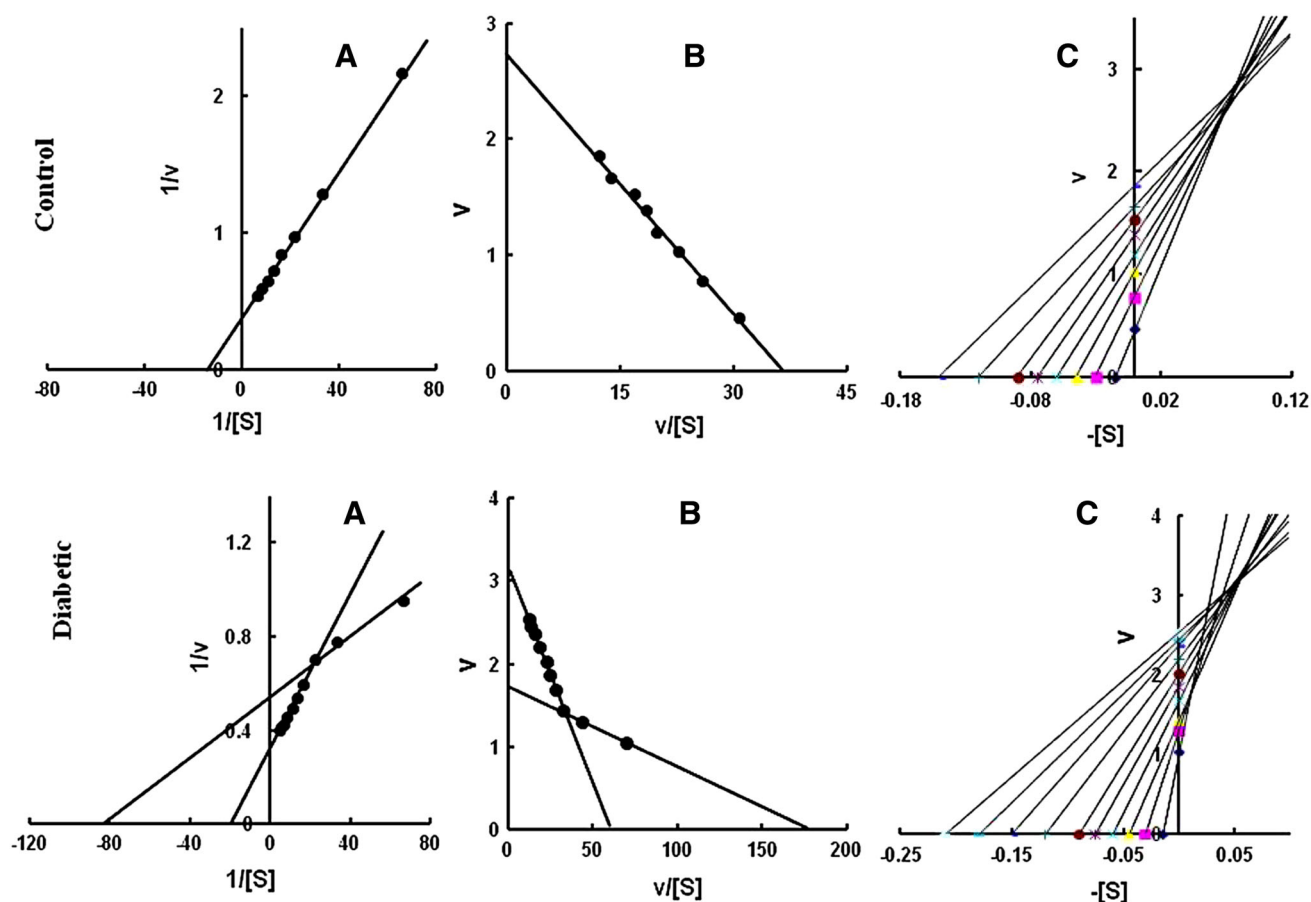 Control
A
1/v
2
1
0
-80
-40
0
40
80
1/[S]
B
V
3
2
1
0
0
15
30
45
v/[S]
C
v
3
2
1
0
-0.18
-0.08
0.02
0.12
-[S]
Diabetic
A
1/v
1.2
0.8
0.4
0
-120
-80
-40
0
40
80
1/[S]
B
V
4
3
2
1
0
0
50
100
150
200
v/[S]
C
V
4
3
2
1
0
-0.25
-0.15
-0.05
0.05
-[S]